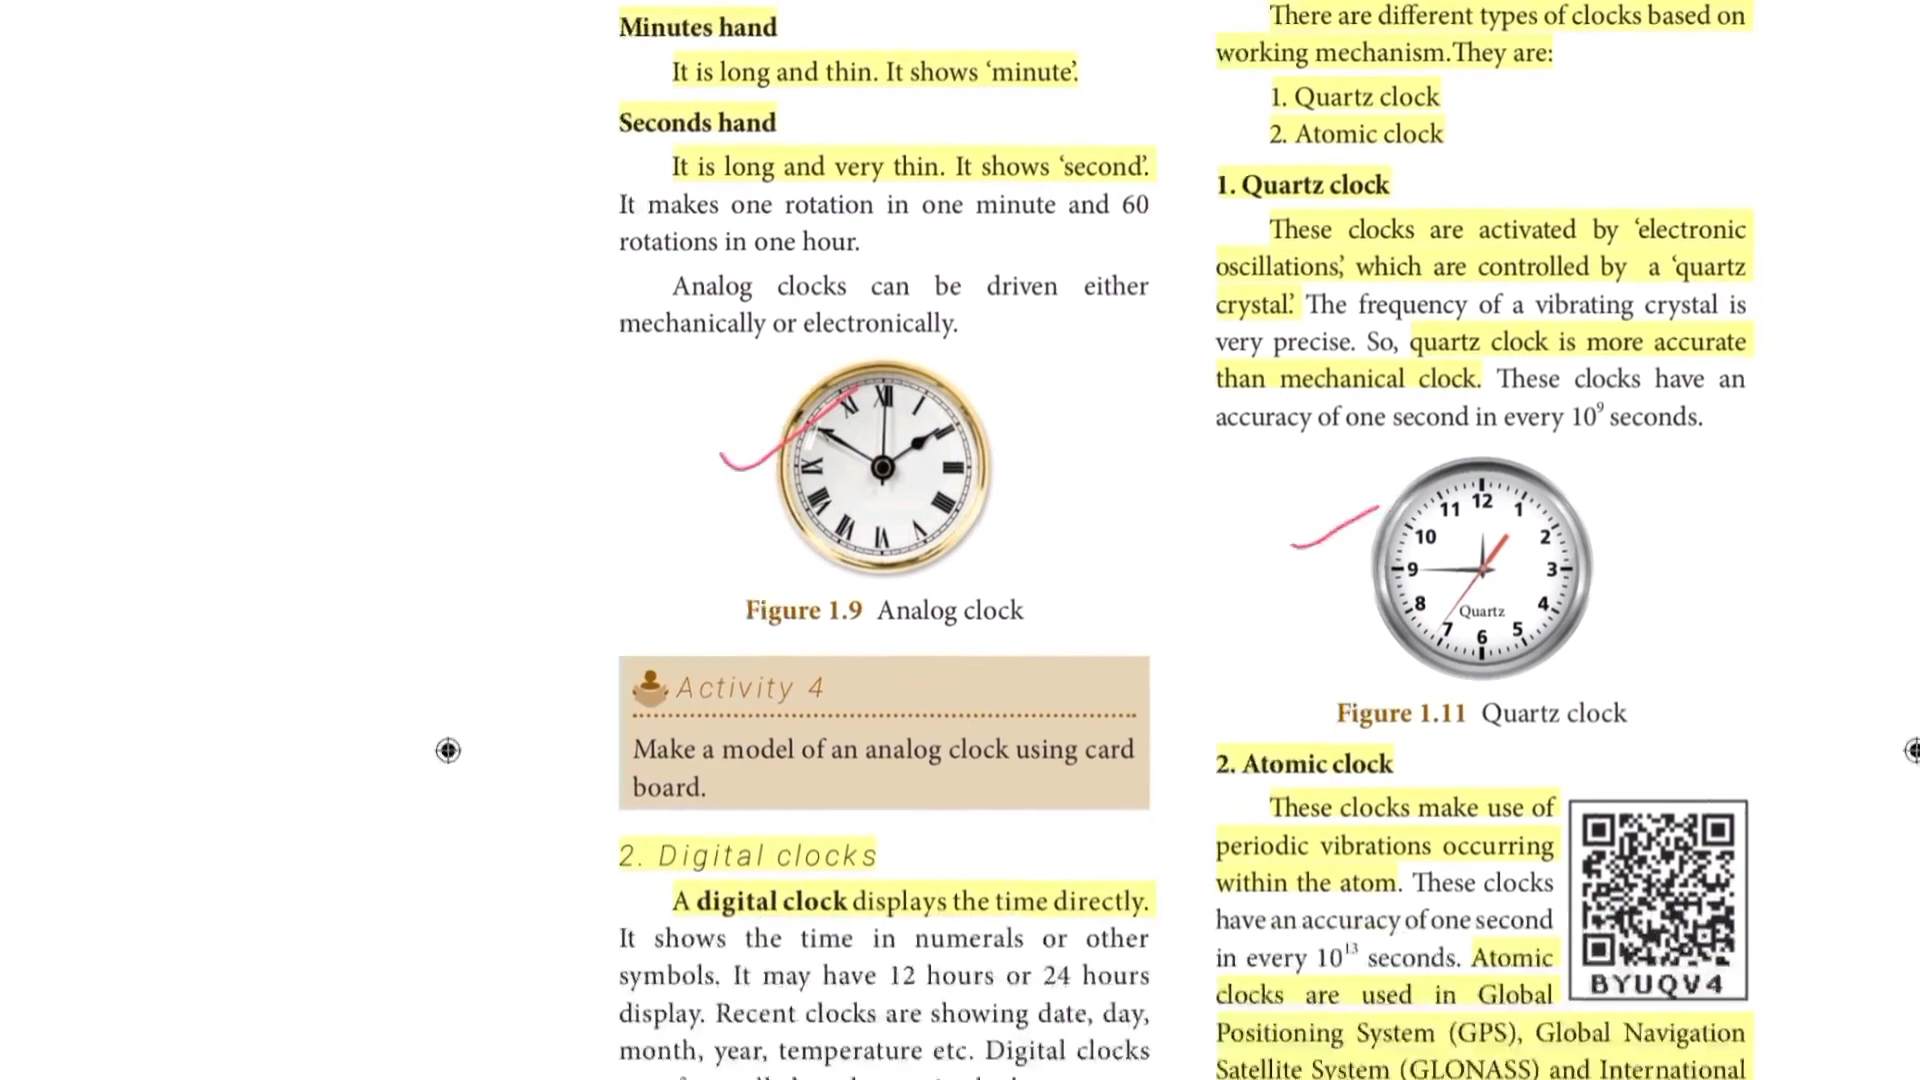 Minutes hand
It is long and thin. It shows ‘minute’.
Seconds hand
It is long and very thin. It shows ‘second’.
It makes one rotation in one minute and 60
rotations in one hour.
Analog clocks can be driven either
mechanically or electronically.
XII
I
II
III
IIII
V
VI
VII
VIII
IX
XI
Figure 1.9 Analog clock
Activity 4
Make a model of an analog clock using card
board.
2. Digital clocks
A digital clock displays the time directly.
It shows the time in numerals or other
symbols. It may have 12 hours or 24 hours
display. Recent clocks are showing date, day,
month, year, temperature etc. Digital clocks
There are different types of clocks based on
working mechanism.They are:
1. Quartz clock
2. Atomic clock
1. Quartz clock
These clocks are activated by ‘electronic
oscillations’, which are controlled by a ‘quartz
crystal’. The frequency of a vibrating crystal is
very precise. So, quartz clock is more accurate
than mechanical clock. These clocks have an
accuracy of one second in every 10⁹ seconds.
12
1
2
3
4
5
6
7
8
9
10
11
Quartz
Figure 1.11 Quartz clock
2. Atomic clock
These clocks make use of
periodic vibrations occurring
within the atom. These clocks
have an accuracy of one second
in every 10¹³ seconds. Atomic
clocks are used in Global
BYUQV4
Positioning System (GPS), Global Navigation
Satellite System (GLONASS) and International